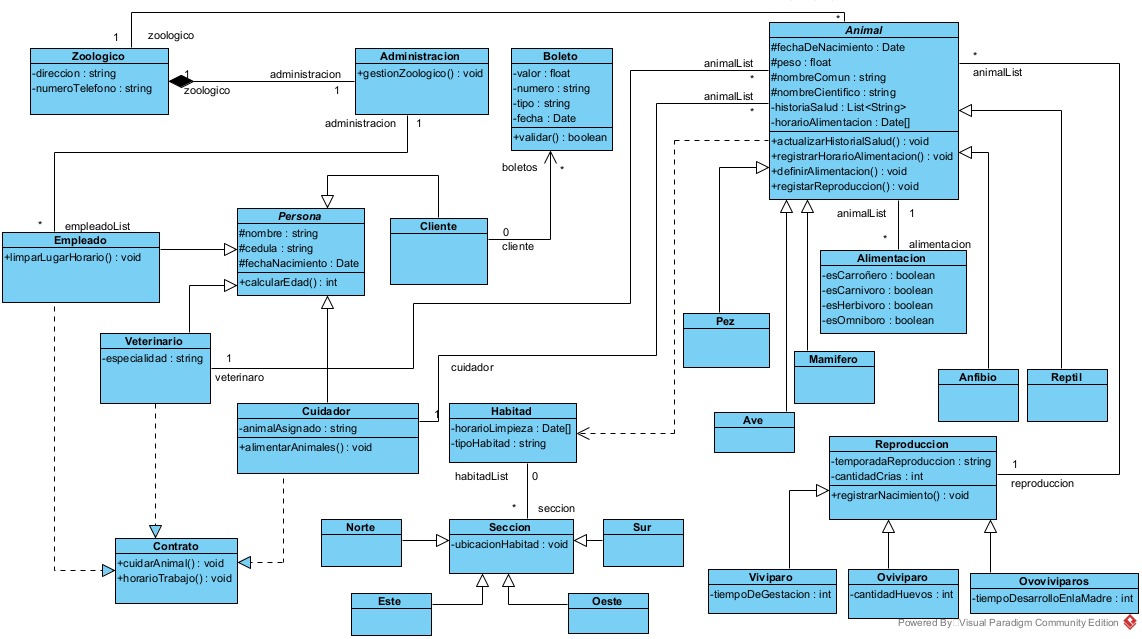 1
zoologico
*
Zoologico
-direccion : string
-numeroTelefono : string
1
zoologico
administracion
1
Administracion
+gestionZoologico() : void
administracion
1
Boleto
-valor : float
-numero : string
-tipo : string
-fecha : Date
+validar() : boolean
boletos
*
animalList
*
animalList
*
Animal
#fechaDeNacimiento : Date
#peso : float
#nombreComun : string
#nombreCientifico : string
-historiaSalud : List<String>
-horarioAlimentacion : Date[]
+actualizarHistorialSalud() : void
+registrarHorarioAlimentacion() : void
+definirAlimentacion() : void
+registarReproduccion() : void
*
animalList
*
empleadoList
Empleado
+limparLugarHorario() : void
Persona
#nombre : string
#cedula : string
#fechaNacimiento : Date
+calcularEdad() : int
Cliente
0
cliente
animalList
1
*
alimentacion
Alimentacion
-esCarroñero : boolean
-esCarnivoro : boolean
-esHerbivoro : boolean
-esOmniboro : boolean
Veterinario
-especialidad : string
1
veterinaro
cuidador
1
Pez
Mamifero
Anfibio
Reptil
Ave
Cuidador
-animalAsignado : string
+alimentarAnimales() : void
Habitad
-horarioLimpieza : Date[]
-tipoHabitad : string
habitadList
0
*
seccion
Reproduccion
-temporadaReproduccion : string
-cantidadCrias : int
+registrarNacimiento() : void
1
reproduccion
Norte
Seccion
-ubicacionHabitad : void
Sur
Contrato
+cuidarAnimal() : void
+horarioTrabajo() : void
Este
Oeste
Viviparo
-tiempoDeGestacion : int
Oviviparo
-cantidadHuevos : int
Ovoviviparos
-tiempoDesarrolloEnlaMadre : int
Powered By Visual Paradigm Community Edition